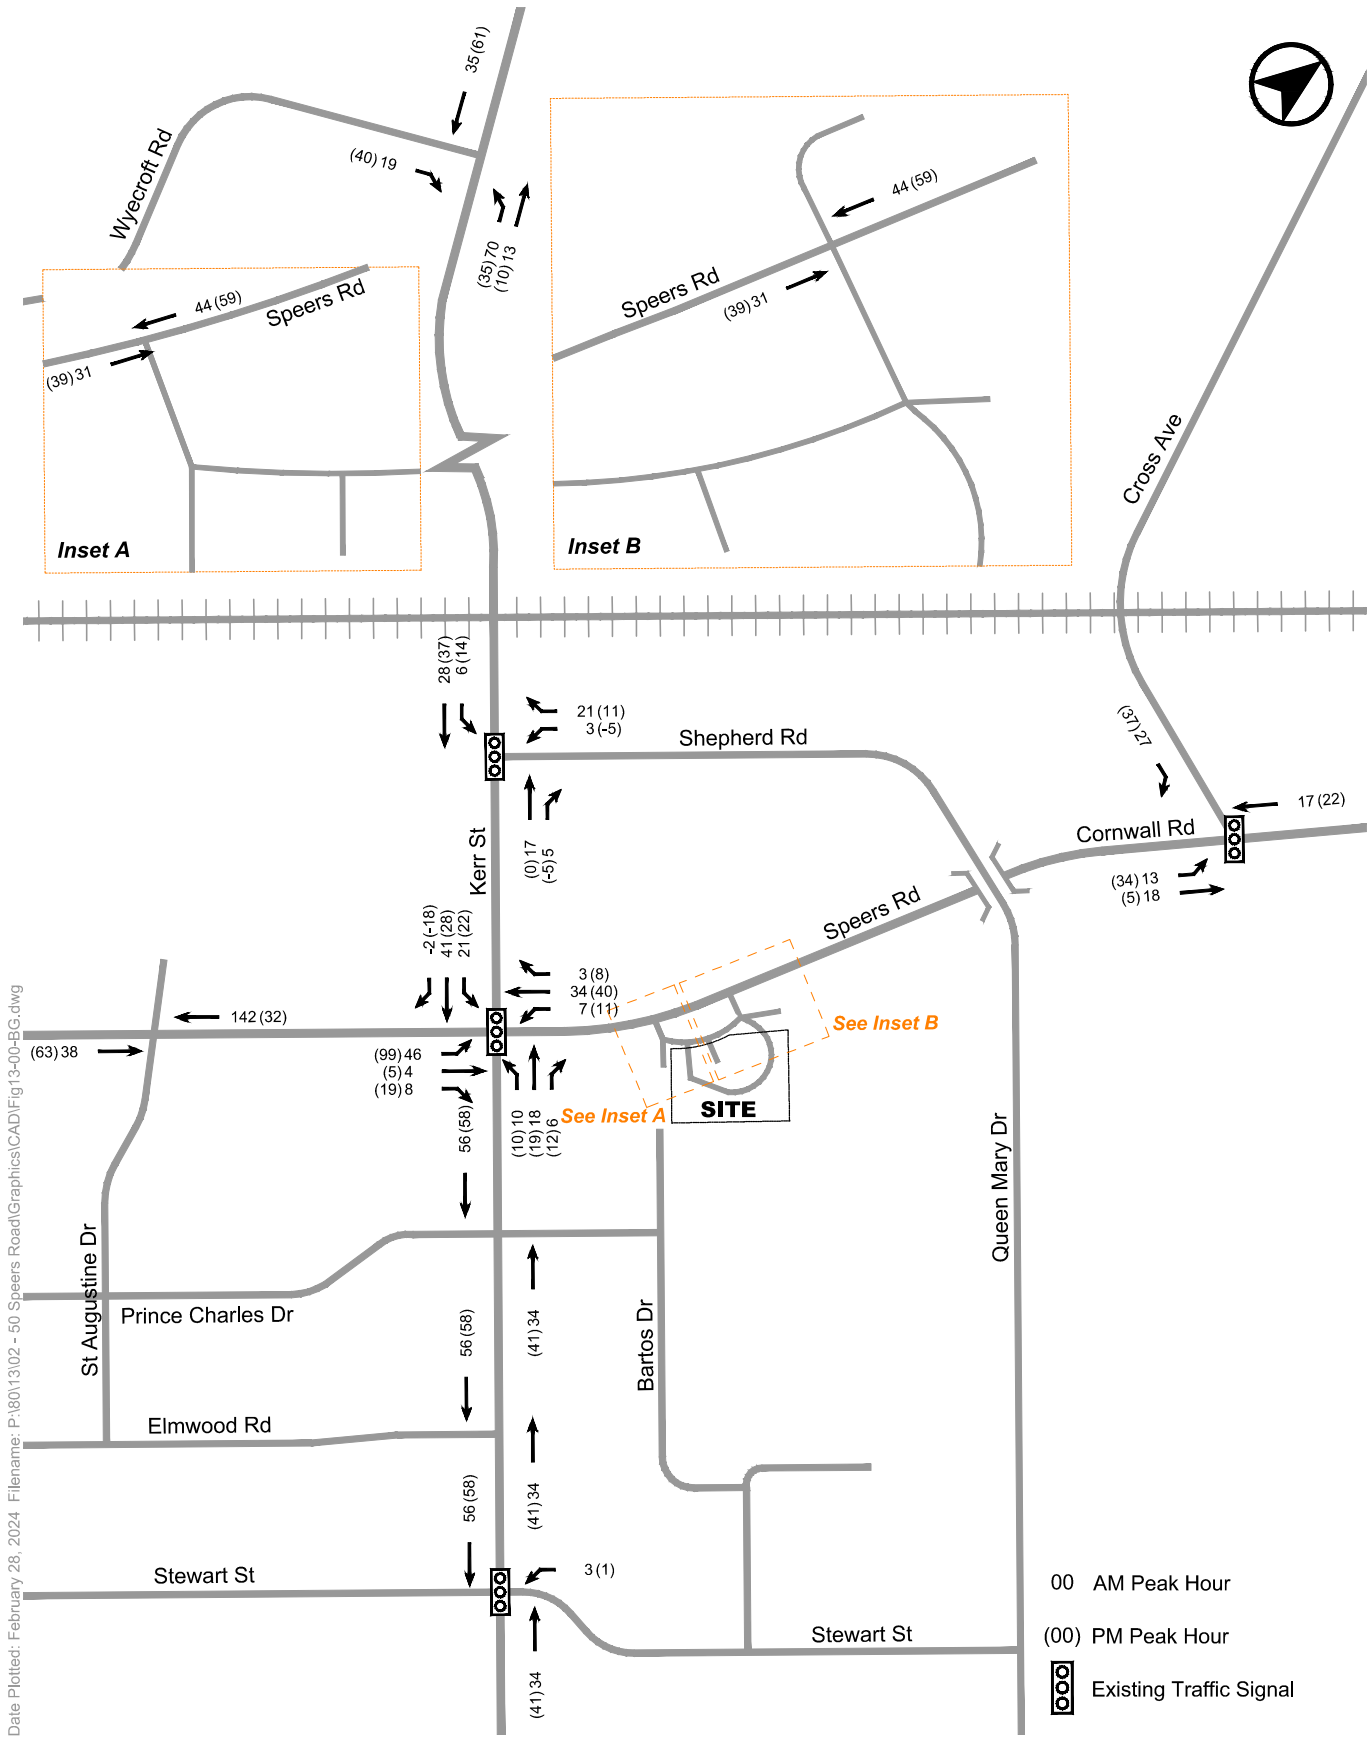 35 (61)
Wyecroft Rd
(40) 19
(35) 70
(10) 13
44 (59)
Speers Rd
(39) 31
Inset A
44 (59)
Speers Rd
(39) 31
Inset B
Cross Ave
28 (37)
6 (14)
21 (11)
3 (-5)
Shepherd Rd
(37) 27
17 (22)
Cornwall Rd
(34) 13
(5) 18
Kerr St
(0) 17
(-5) 5
Speers Rd
-2 (-18)
41 (28)
21 (22)
3 (8)
34 (40)
7 (11)
142 (32)
(63) 38
(99) 46
(5) 4
(19) 8
See Inset B
See Inset A
SITE
56 (58)
(10) 10
(19) 18
(12) 6
Queen Mary Dr
St Augustine Dr
Prince Charles Dr
56 (58)
(41) 34
Bartos Dr
Elmwood Rd
56 (58)
(41) 34
Stewart St
3 (1)
Stewart St
(41) 34
00 AM Peak Hour
(00) PM Peak Hour
Existing Traffic Signal
Date Plotted: February 28, 2024 Filename: P:\80\13\02 - 50 Speers Road\Graphics\CAD\Fig13-00-BG.dwg